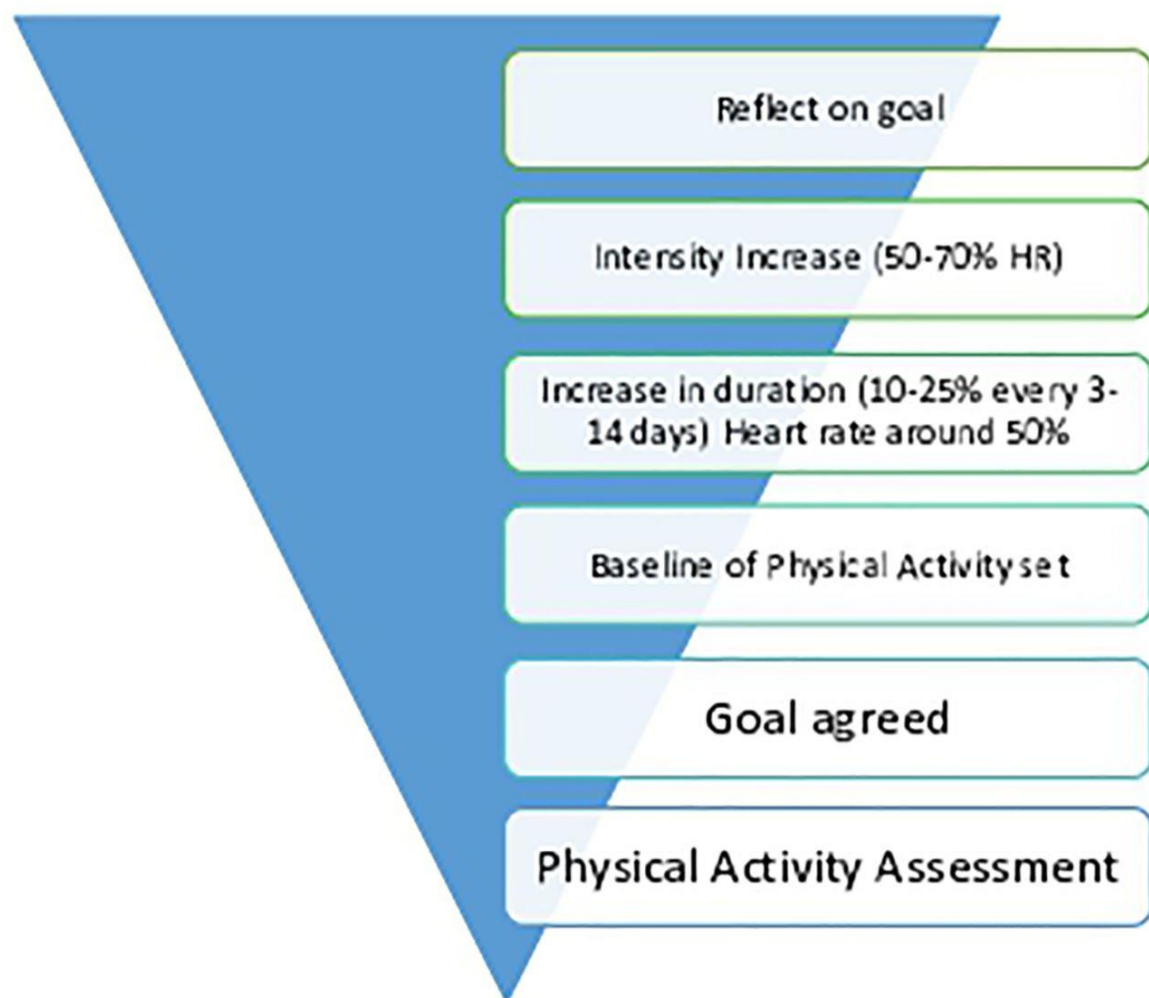 Reflect on goal
Intensity Increase (50-70% HR)
Increase in duration (10-25% every 3-
14 days) Heart rate around 50%
Baseline of Physical Activity set
Goal agreed
Physical Activity Assessment